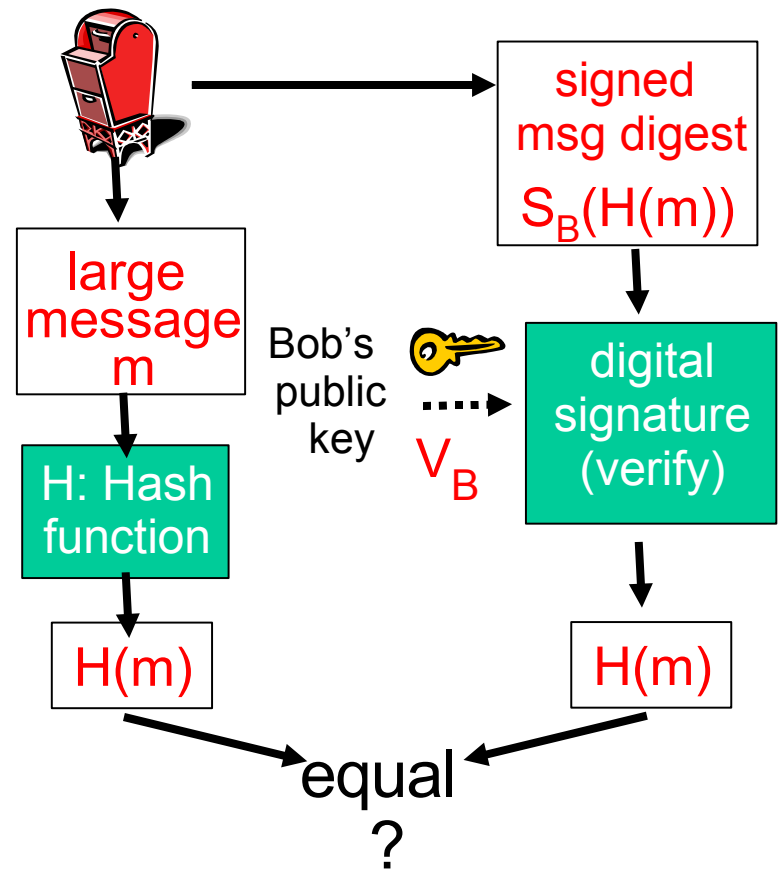 signed
msg digest
S_B(H(m))
large
message
m
Bob’s
public
key
V_B
digital
signature
(verify)
H: Hash
function
H(m)
H(m)
equal
?